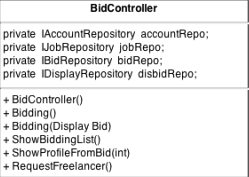 BidController
private IAccountRepository accountRepo;
private IJobRepository jobRepo;
private IBidRepository bidRepo;
private IDisplayRepository disbidRepo;
+ BidController()
+ Bidding()
+ Bidding(Display Bid)
+ ShowBiddingList()
+ ShowProfileFromBid(int)
+ RequestFreelancer()